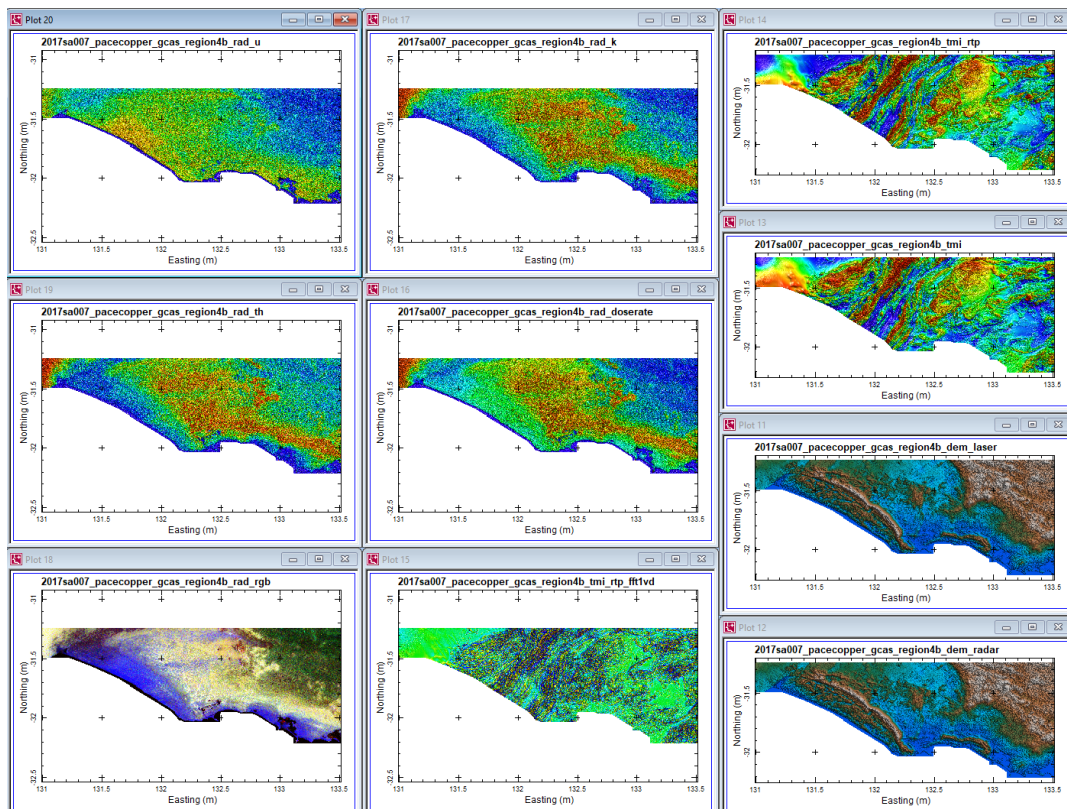 Plot 20
2017sa007_pacecopper_gcas_region4b_rad_u
-31
-31.5
-32
-32.5
Northing (m)
131 131.5 132 132.5 133 133.5
Easting (m)
Plot 17
2017sa007_pacecopper_gcas_region4b_rad_k
-31
-31.5
-32
-32.5
Northing (m)
131 131.5 132 132.5 133 133.5
Easting (m)
Plot 14
2017sa007_pacecopper_gcas_region4b_tmi_rtp
-31.5
-32
Northing (m)
131 131.5 132 132.5 133 133.5
Easting (m)
Plot 13
2017sa007_pacecopper_gcas_region4b_tmi
-31.5
-32
Northing (m)
131 131.5 132 132.5 133 133.5
Easting (m)
Plot 19
2017sa007_pacecopper_gcas_region4b_rad_th
-31
-31.5
-32
-32.5
Northing (m)
131 131.5 132 132.5 133 133.5
Easting (m)
Plot 16
2017sa007_pacecopper_gcas_region4b_rad_doserate
-31
-31.5
-32
-32.5
Northing (m)
131 131.5 132 132.5 133 133.5
Easting (m)
Plot 11
2017sa007_pacecopper_gcas_region4b_dem_laser
-31.5
-32
Northing (m)
131 131.5 132 132.5 133 133.5
Easting (m)
Plot 18
2017sa007_pacecopper_gcas_region4b_rad_rgb
-31
-31.5
-32
-32.5
Northing (m)
131 131.5 132 132.5 133 133.5
Easting (m)
Plot 15
2017sa007_pacecopper_gcas_region4b_tmi_rtp_fft1vd
-31
-31.5
-32
-32.5
Northing (m)
131 131.5 132 132.5 133 133.5
Easting (m)
Plot 12
2017sa007_pacecopper_gcas_region4b_dem_radar
-31.5
-32
Northing (m)
131 131.5 132 132.5 133 133.5
Easting (m)